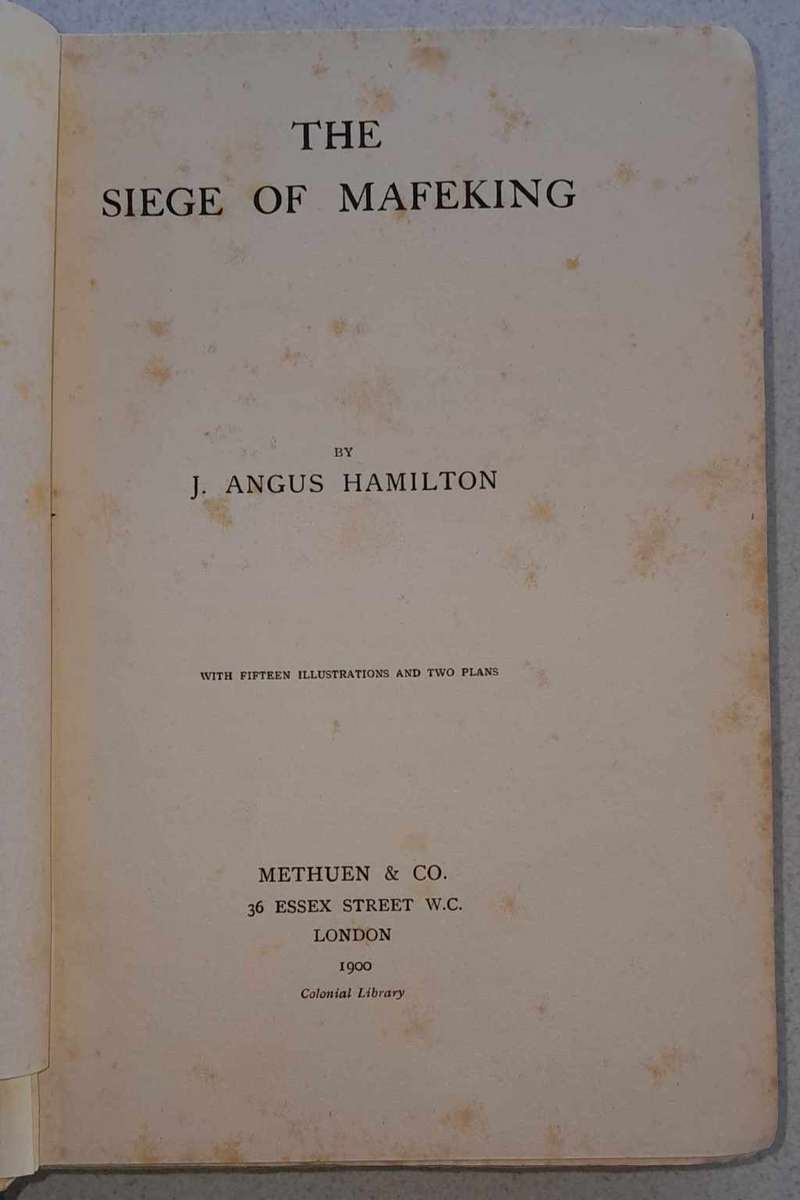 THE
SIEGE OF MAFEKING
BY
J. ANGUS HAMILTON
WITH FIFTEEN ILLUSTRATIONS AND TWO PLANS
METHUEN & CO.
36 ESSEX STREET W.C.
LONDON
1900
Colonial Library